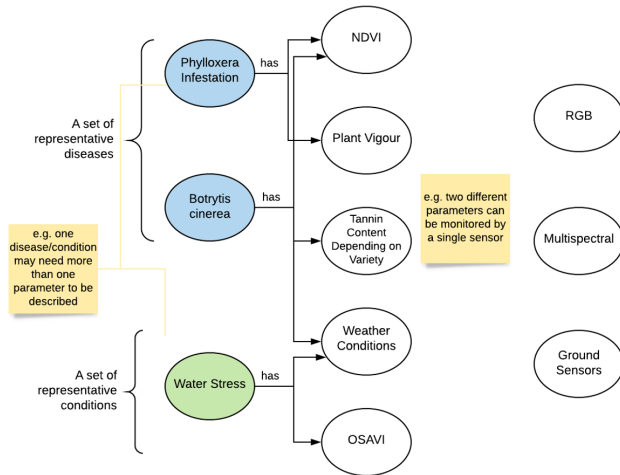 NDVI
Phylloxera
Infestation
has
A set of
representative
diseases
Plant Vigour
RGB
Botrytis
cinerea
has
Tannin
Content
Depending on
Variety
e.g. two different
parameters can
be monitored by
a single sensor
Multispectral
e.g. one
disease/condition
may need more
than one
parameter to be
described
Weather
Conditions
Ground
Sensors
A set of
representative
conditions
Water Stress
has
OSAVI